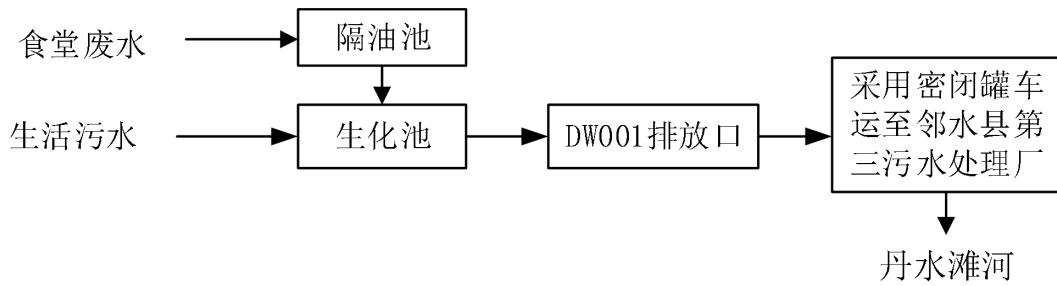 食堂废水
隔油池
生活污水
生化池
DW001排放口
采用密闭罐车
运至邻水县第
三污水处理厂
丹水滩河